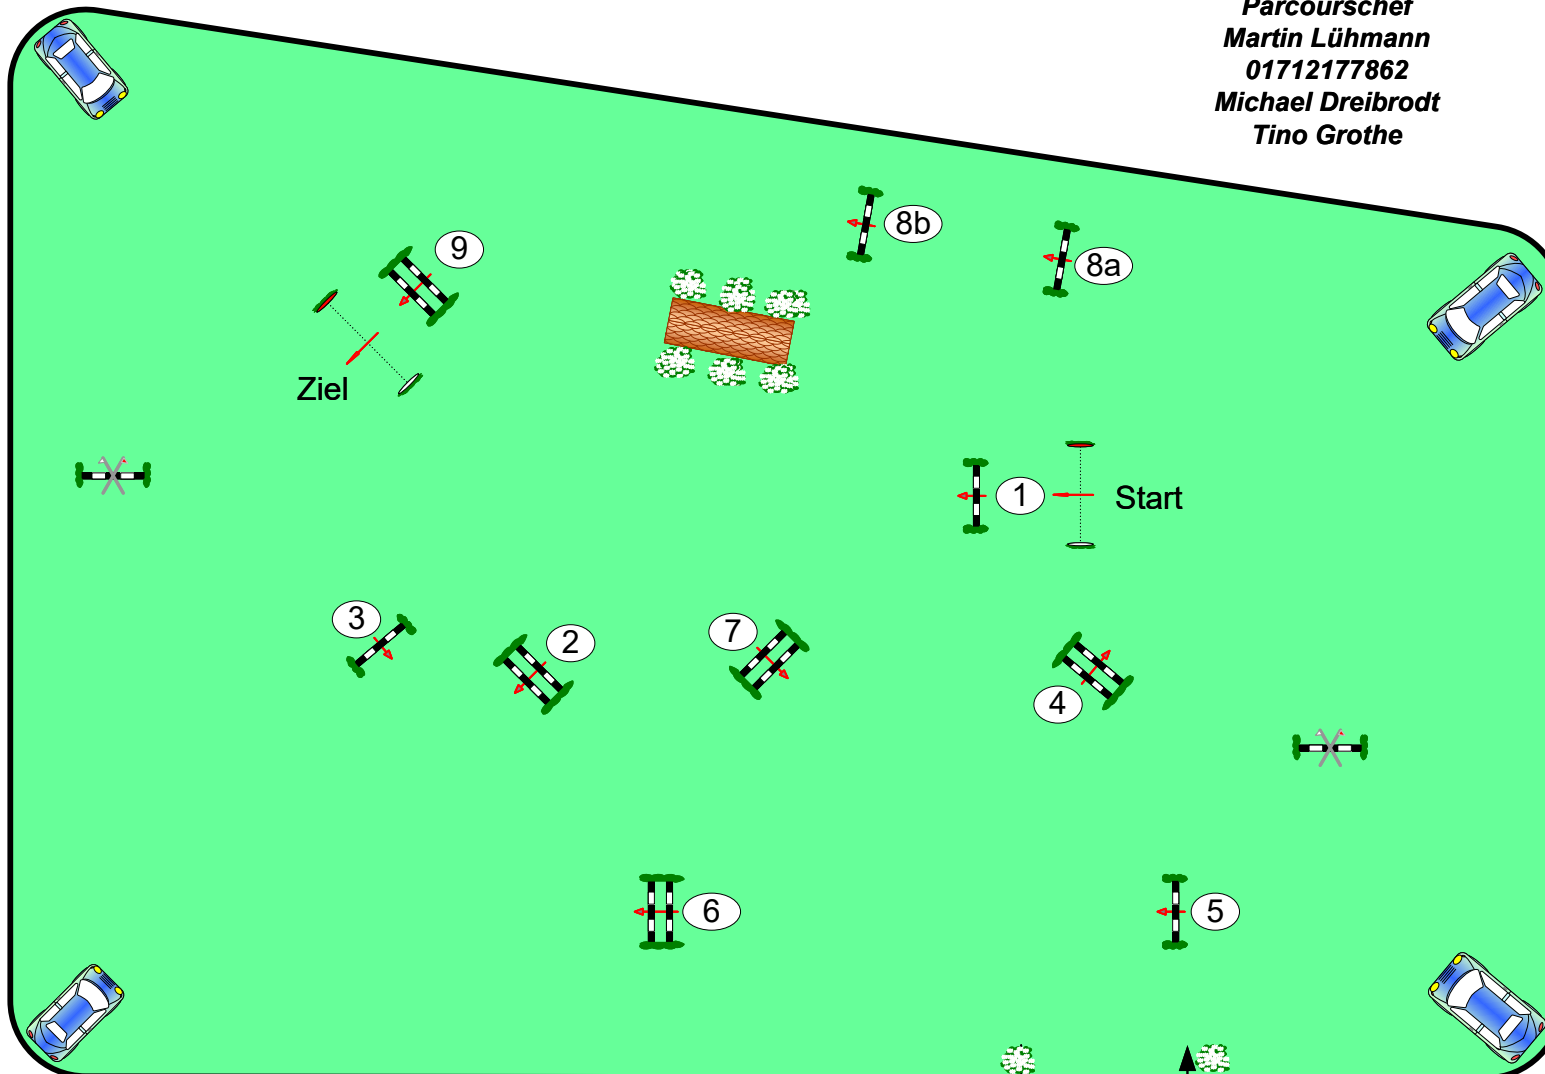 Parcourschef
Martin Lühmann
01712177862
Michael Dreibrodt
Tino Grothe
8b
9
8a
Ziel
1
Start
3
2
7
4
6
5